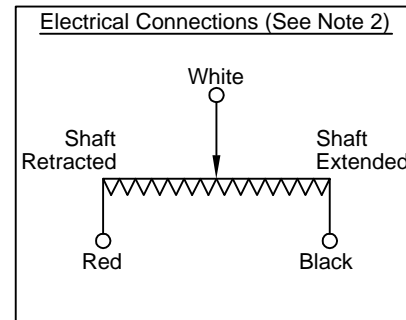 Electrical Connections (See Note 2)
White
Shaft
Retracted
Shaft
Extended
Red
Black